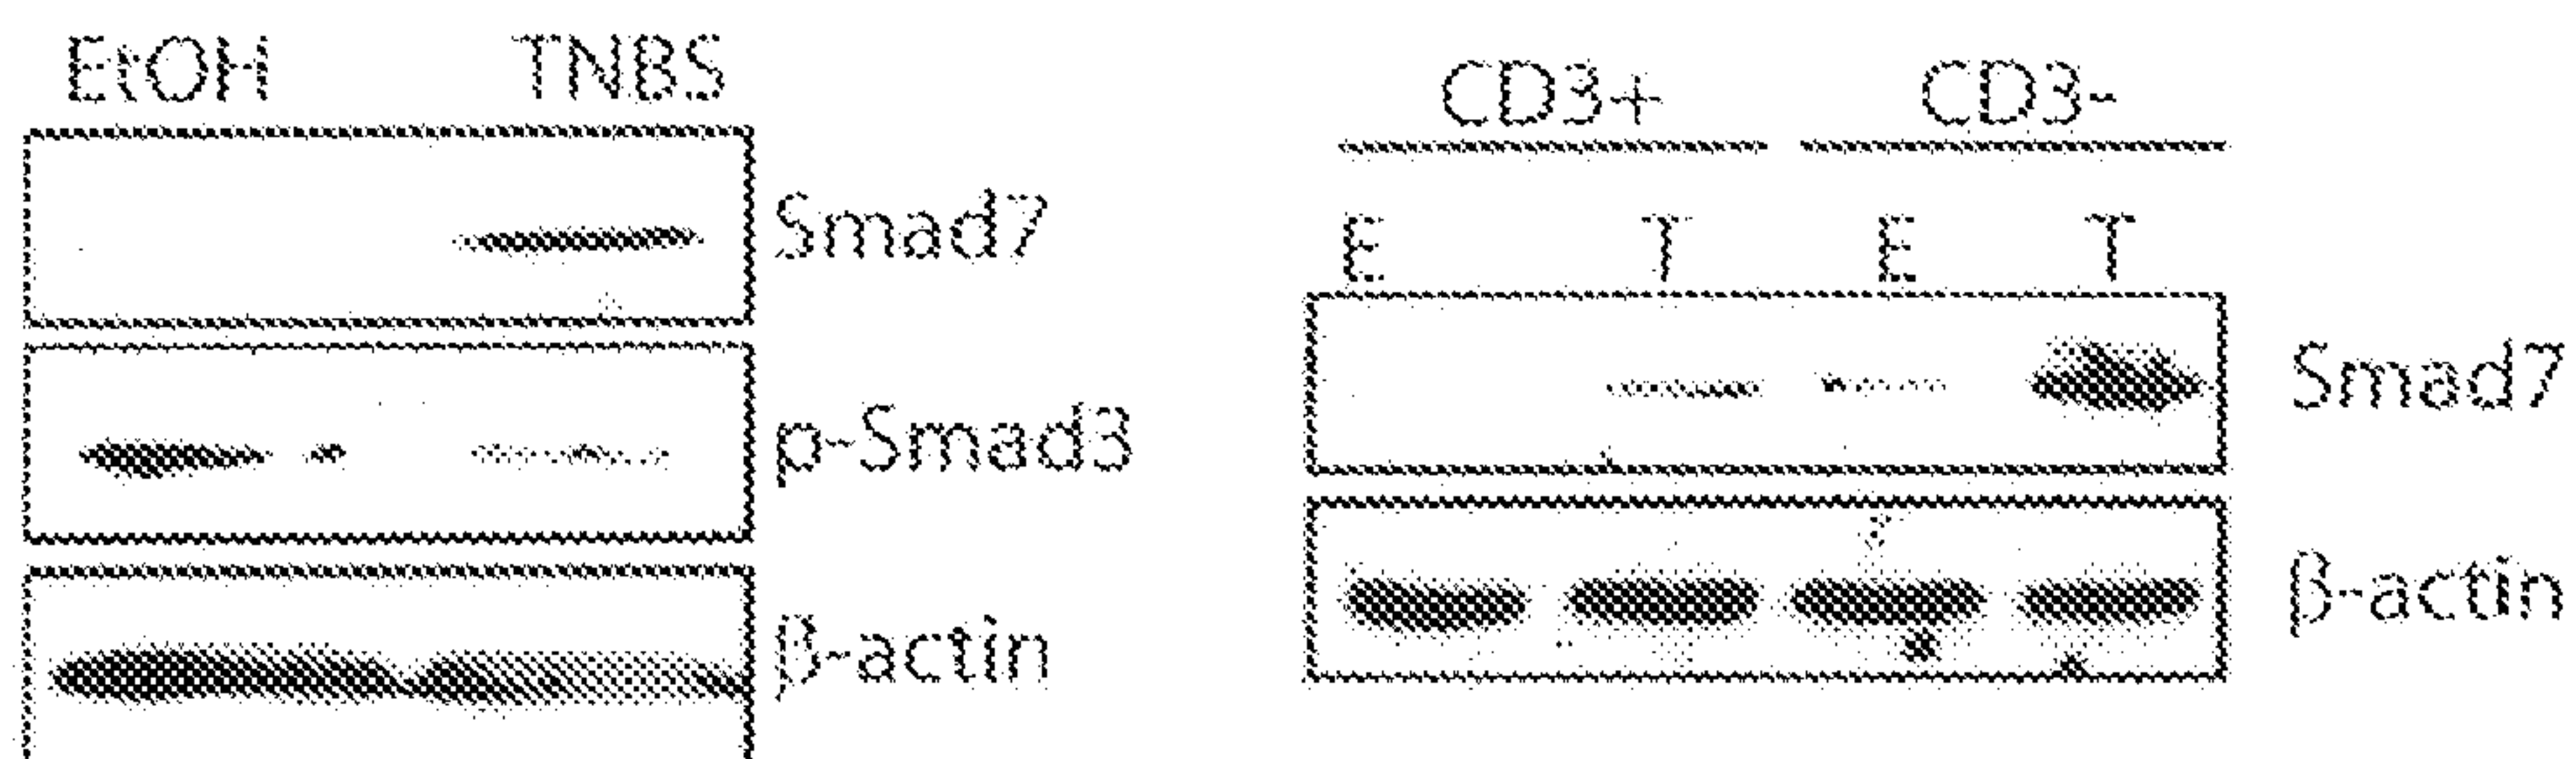 EtOH TNBS
Smad7
p-Smad3
β-actin
CD3+ CD3-
E T E T
Smad7
β-actin